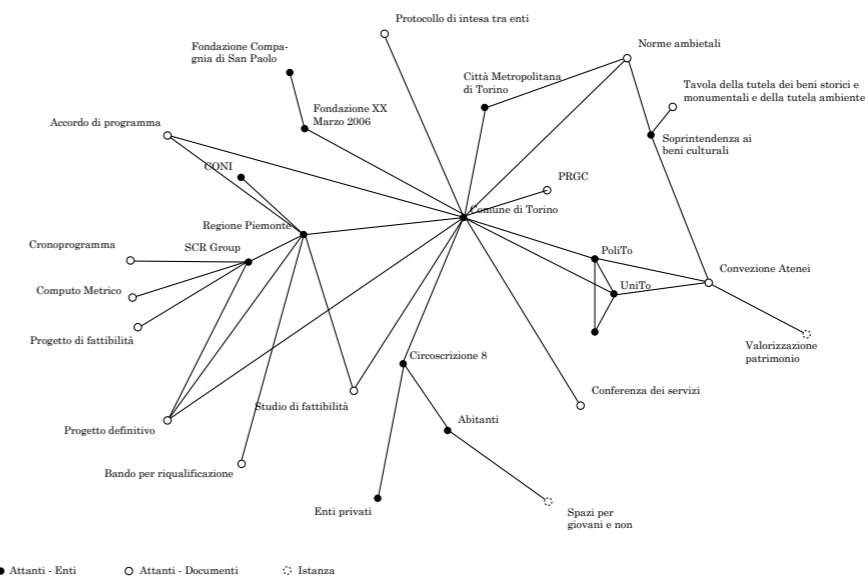 Protocollo di intesa tra enti
Fondazione Compa-
gnia di San Paolo
Norme ambietali
Città Metropolitana
di Torino
Tavola della tutela dei beni storici e
monumentali e della tutela ambiente
Fondazione XX
Marzo 2006
Accordo di programma
Soprintendenza ai
beni culturali
CONI
PRGC
Comune di Torino
Regione Piemonte
Cronoprogramma
SCR Group
PoliTo
Convezione Atenei
Computo Metrico
UniTo
Progetto di fattibilità
Valorizzazione
patrimonio
Circoscrizione 8
Conferenza dei servizi
Studio di fattibilità
Abitanti
Progetto definitivo
Bando per riqualificazione
Enti privati
Spazi per
giovani e non
Attanti - Enti
Attanti - Documenti
Istanza